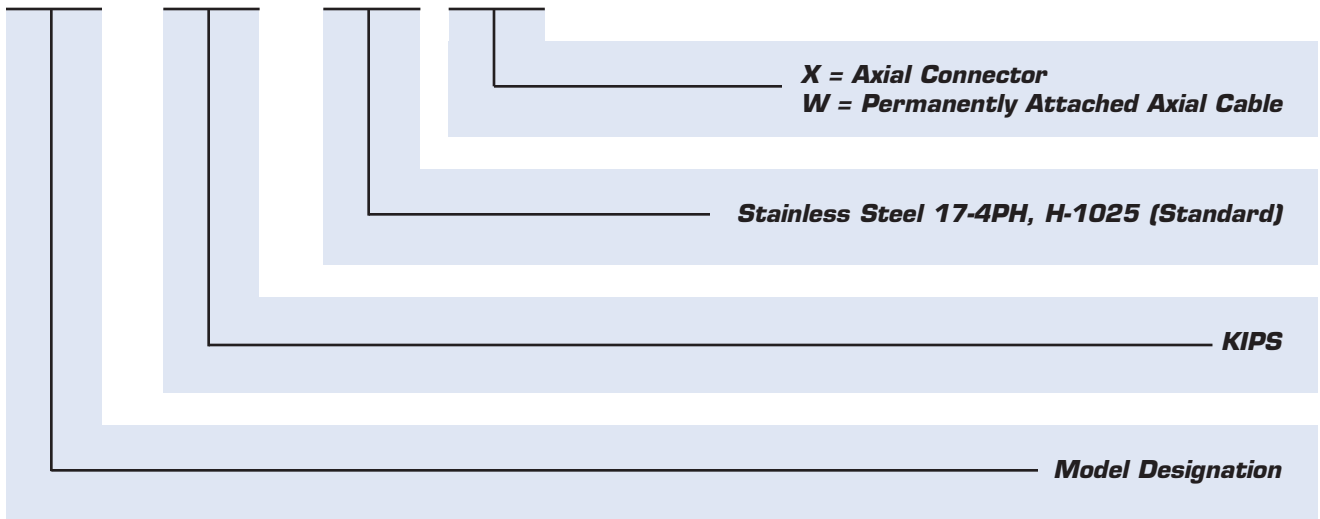 X = Axial Connector
W = Permanently Attached Axial Cable
Stainless Steel 17-4PH, H-1025 (Standard)
KIPS
Model Designation